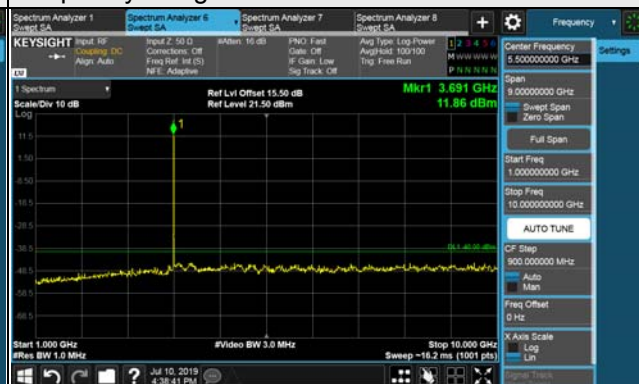 Spectrum Analyzer 1
Swept SA
Spectrum Analyzer 6
Swept SA
Spectrum Analyzer 7
Swept SA
Spectrum Analyzer 8
Swept SA
+
Frequency
KEYSIGHT
Input: RF
Coupling: DC
Align: Auto
Input Z: 50 Ω
Corrections: Off
Freq Ref: Int (S)
NFE: Adaptive
#Atten: 16 dB
PNO: Fast
Gate: Off
IF Gain: Low
Sig Track: Off
Avg Type: Log-Power
Avg|Hold: 100/100
Trig: Free Run
1 2 3 4 5 6
M W W W W W
P N N N N N
LXI
1 Spectrum
Scale/Div 10 dB
Log
Ref Lvl Offset 15.50 dB
Ref Level 21.50 dBm
Mkr1 3.691 GHz
11.86 dBm
1
11.5
1.50
-8.50
-18.5
-28.5
-38.5
-48.5
-58.5
-68.5
DL1 -40.00 dBm
Start 1.000 GHz
#Res BW 1.0 MHz
#Video BW 3.0 MHz
Stop 10.000 GHz
Sweep ~16.2 ms (1001 pts)
Center Frequency
5.500000000 GHz
Settings
Span
9.00000000 GHz
Swept Span
Zero Span
Full Span
Start Freq
1.000000000 GHz
Stop Freq
10.000000000 GHz
AUTO TUNE
CF Step
900.000000 MHz
Auto
Man
Freq Offset
0 Hz
X Axis Scale
Log
Lin
Signal Track
?
Jul 10, 2019
4:38:41 PM